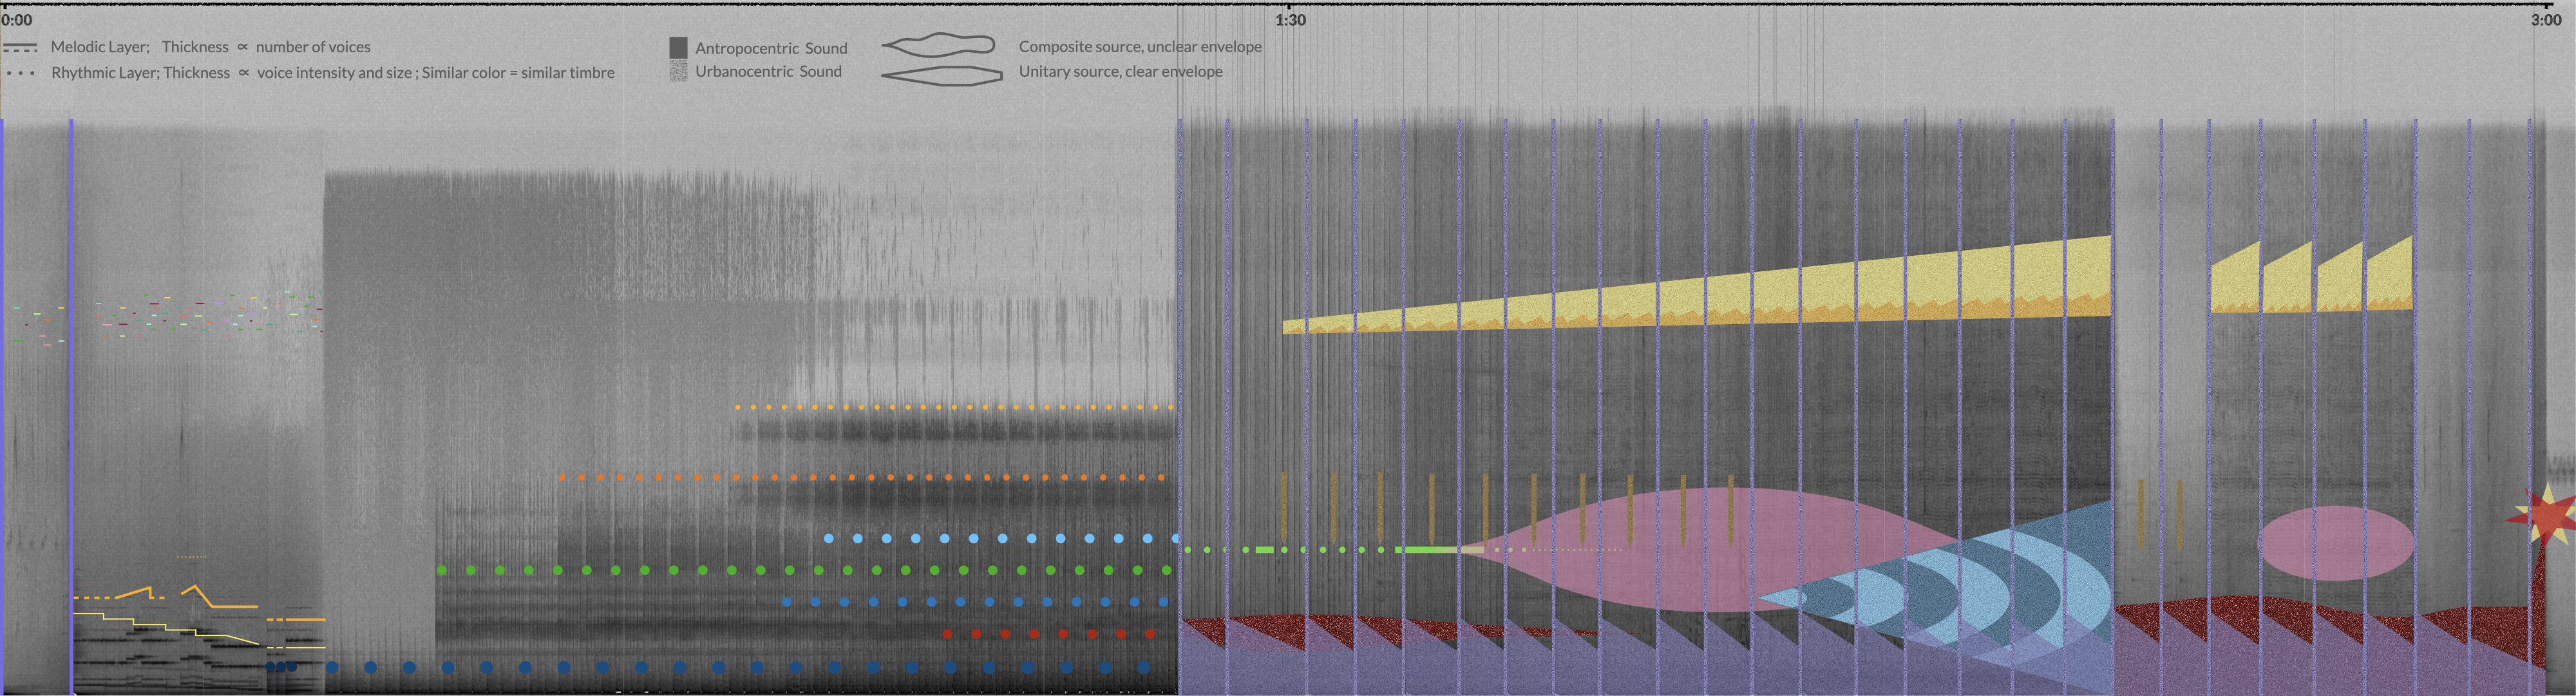 0:00 1:30 3:00
Melodic Layer; Thickness ∝ number of voices
Rhythmic Layer; Thickness ∝ voice intensity and size ; Similar color = similar timbre
Antropocentric Sound
Urbanocentric Sound
Composite source, unclear envelope
Unitary source, clear envelope